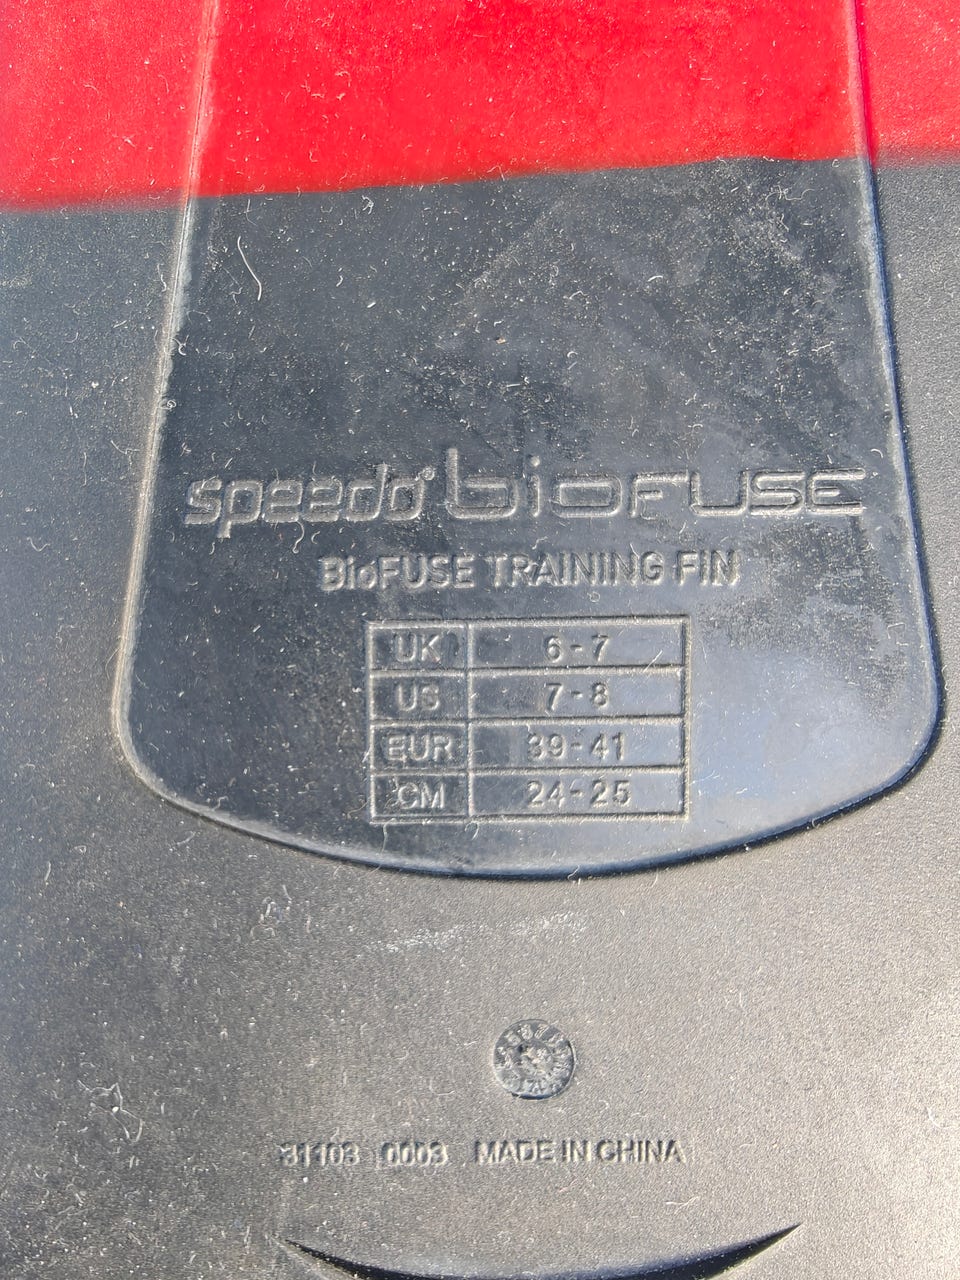 speedo® bioFUSE
BioFUSE TRAINING FIN
UK 6-7
US 7-8
EUR 39-41
CM 24-25
31103 0003 MADE IN CHINA